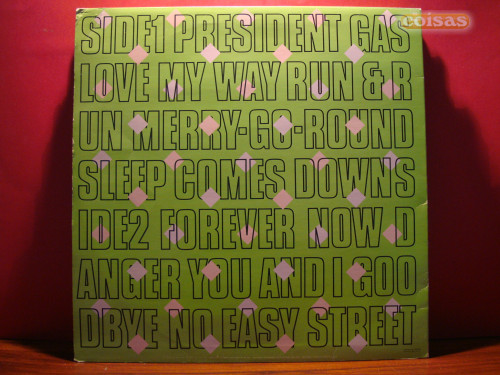 coisas
SIDE1 PRESIDENT GAS
LOVE MY WAY RUN & R
UN MERRY-GO-ROUND
SLEEP COMES DOWN S
IDE2 FOREVER NOW D
ANGER YOU AND I GOO
DBYE NO EASY STREET